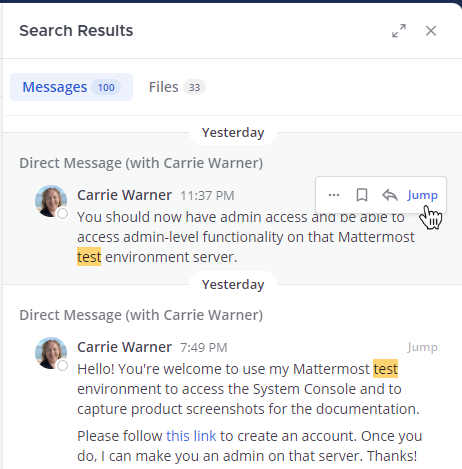 Search Results
Messages 100 Files 33
Yesterday
Direct Message (with Carrie Warner)
Carrie Warner 11:37 PM
Jump
You should now have admin access and be able to
access admin-level functionality on that Mattermost
test environment server.
Yesterday
Direct Message (with Carrie Warner)
Carrie Warner 7:49 PM Jump
Hello! You're welcome to use my Mattermost test
environment to access the System Console and to
capture product screenshots for the documentation.
Please follow this link to create an account. Once you
do, I can make you an admin on that server. Thanks!